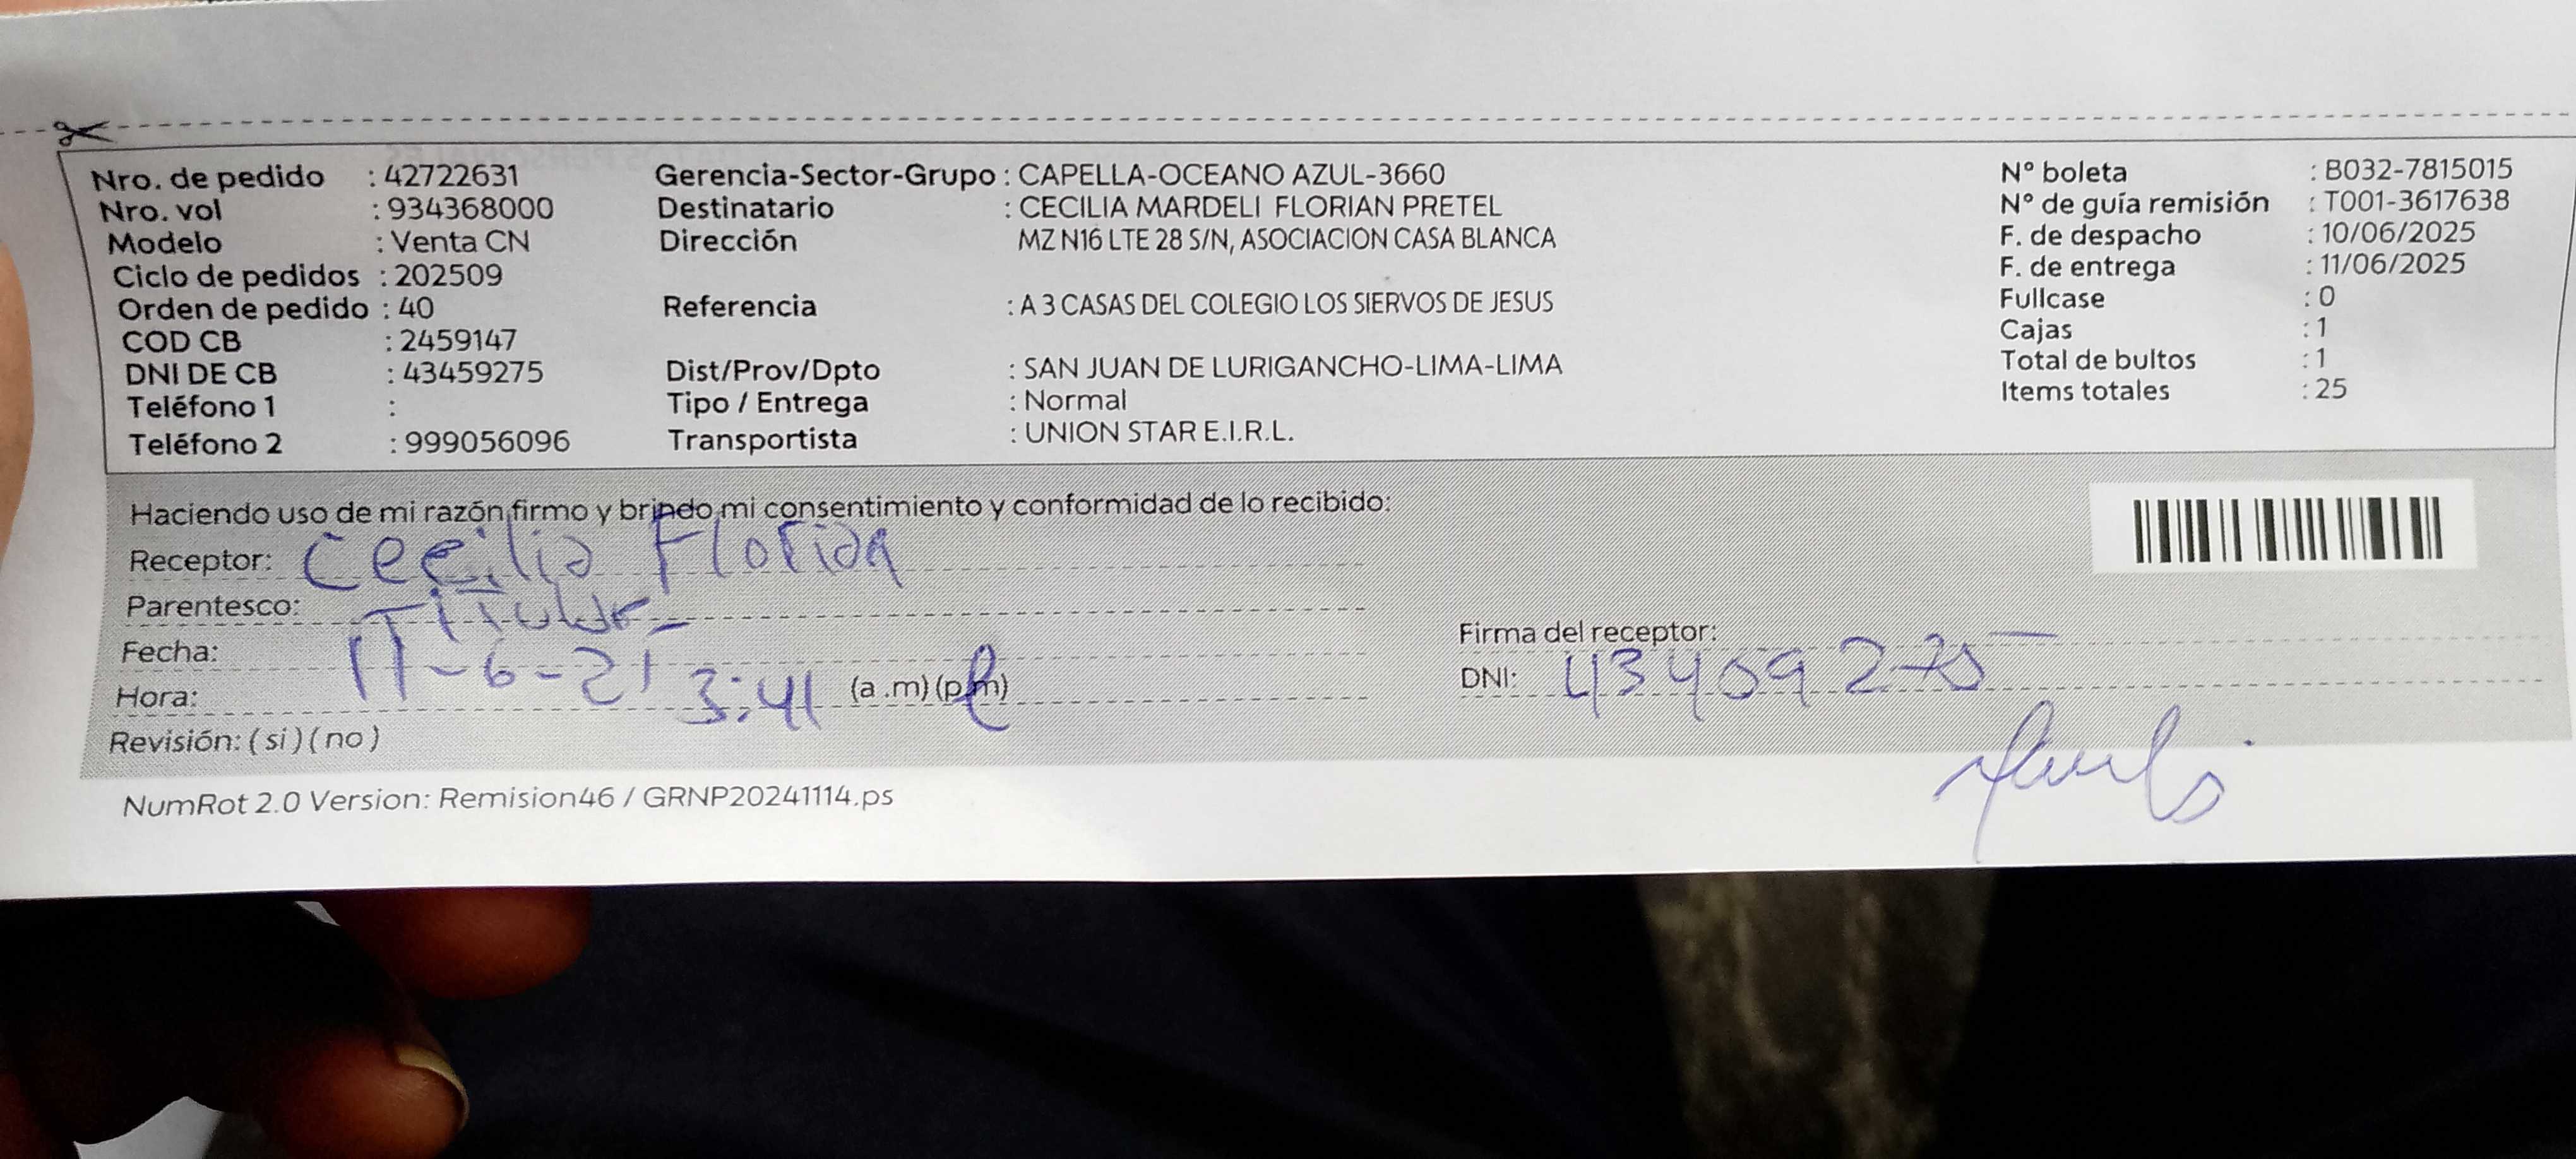 Nro. de pedido : 42722631
Nro. vol : 934368000
Modelo : Venta CN
Ciclo de pedidos : 202509
Orden de pedido : 40
COD CB : 2459147
DNI DE CB : 43459275
Teléfono 1 :
Teléfono 2 : 999056096
Gerencia-Sector-Grupo : CAPELLA-OCEANO AZUL-3660
Destinatario : CECILIA MARDELI FLORIAN PRETEL
Dirección MZ N16 LTE 28 S/N, ASOCIACION CASA BLANCA
Referencia : A 3 CASAS DEL COLEGIO LOS SIERVOS DE JESUS
Dist/Prov/Dpto : SAN JUAN DE LURIGANCHO-LIMA-LIMA
Tipo / Entrega : Normal
Transportista : UNION STAR E.I.R.L.
N° boleta : B032-7815015
N° de guía remisión : T001-3617638
F. de despacho : 10/06/2025
F. de entrega : 11/06/2025
Fullcase : 0
Cajas : 1
Total de bultos : 1
Items totales : 25
Haciendo uso de mi razón firmo y brindo mi consentimiento y conformidad de lo recibido:
Receptor: Cecilia Florian
Parentesco: Titular
Fecha: 11-6-25
Hora: 3:41 (a .m) (p.m)
Revisión: ( si ) ( no )
Firma del receptor:
DNI: 43459275
NumRot 2.0 Version: Remision46 / GRNP20241114.ps